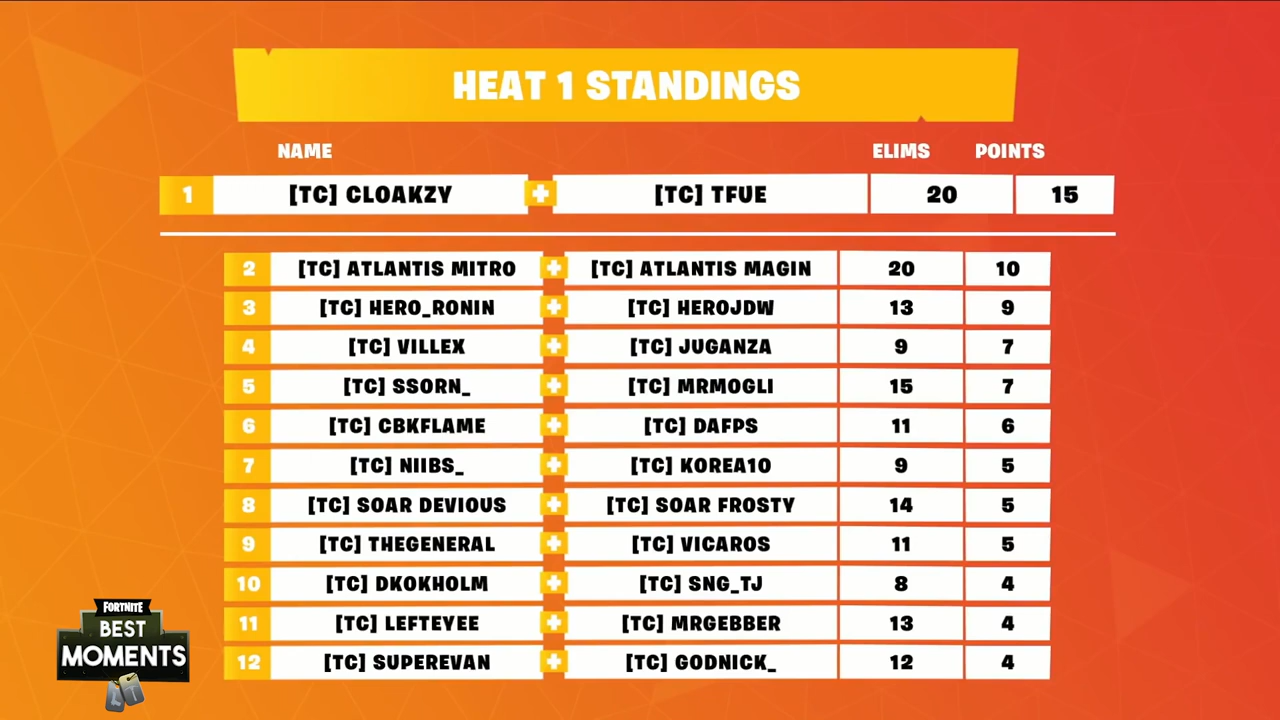 HEAT 1 STANDINGS
NAME ELIMS POINTS
1 [TC] CLOAKZY + [TC] TFUE 20 15
2 [TC] ATLANTIS MITRO + [TC] ATLANTIS MAGIN 20 10
3 [TC] HERO_RONIN + [TC] HEROJDW 13 9
4 [TC] VILLEX + [TC] JUGANZA 9 7
5 [TC] SSORN_ + [TC] MRMOGLI 15 7
6 [TC] CBKFLAME + [TC] DAFPS 11 6
7 [TC] NIIBS_ + [TC] KOREA10 9 5
8 [TC] SOAR DEVIOUS + [TC] SOAR FROSTY 14 5
9 [TC] THEGENERAL + [TC] VICAROS 11 5
10 [TC] DKOKHOLM + [TC] SNG_TJ 8 4
11 [TC] LEFTEYEE + [TC] MRGEBBER 13 4
12 [TC] SUPEREVAN + [TC] GODNICK_ 12 4
FORTNITE
BEST
MOMENTS